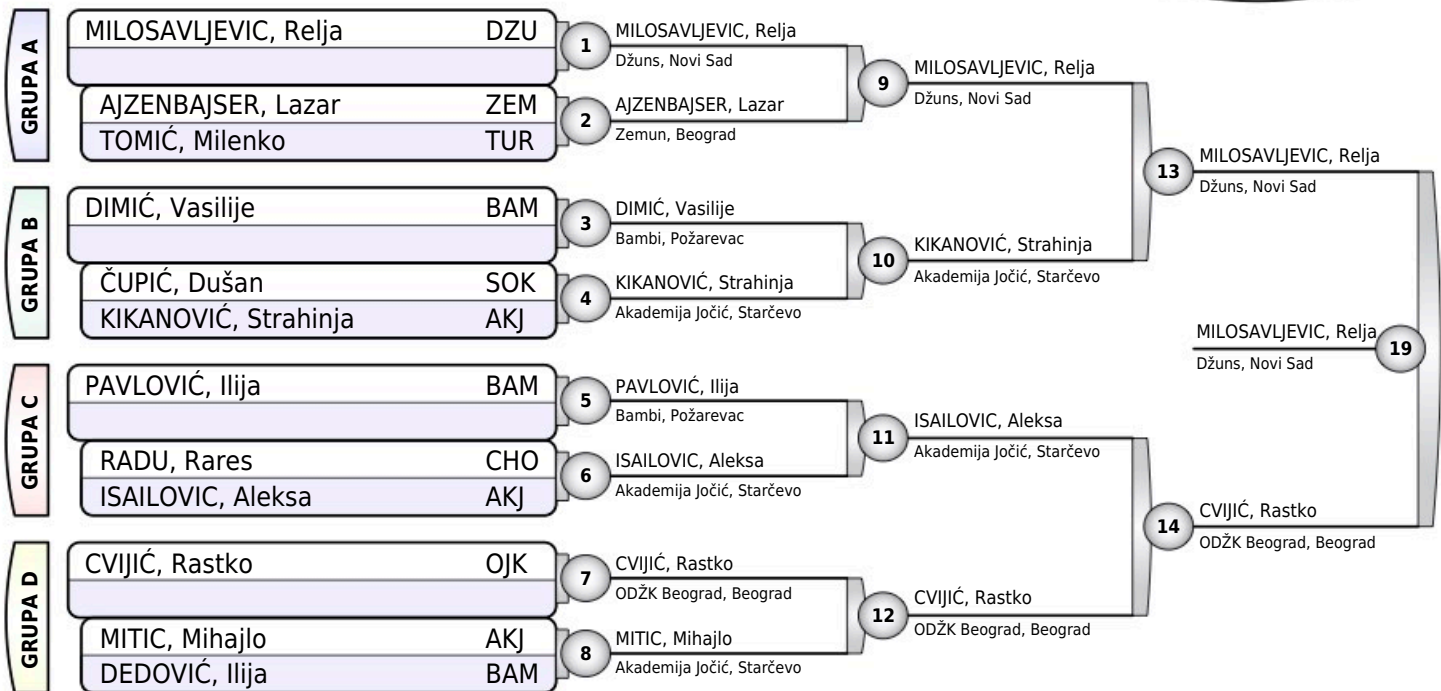 GRUPA A
MILOSAVLJEVIC, Relja DZU
AJZENBAJSER, Lazar ZEM
TOMIĆ, Milenko TUR
1
MILOSAVLJEVIC, Relja
Džuns, Novi Sad
2
AJZENBAJSER, Lazar
Zemun, Beograd
9
MILOSAVLJEVIC, Relja
Džuns, Novi Sad
GRUPA B
DIMIĆ, Vasilije BAM
ČUPIĆ, Dušan SOK
KIKANOVIĆ, Strahinja AKJ
3
DIMIĆ, Vasilije
Bambi, Požarevac
4
KIKANOVIĆ, Strahinja
Akademija Jočić, Starčevo
10
KIKANOVIĆ, Strahinja
Akademija Jočić, Starčevo
13
MILOSAVLJEVIC, Relja
Džuns, Novi Sad
GRUPA C
PAVLOVIĆ, Ilija BAM
RADU, Rares CHO
ISAILOVIC, Aleksa AKJ
5
PAVLOVIĆ, Ilija
Bambi, Požarevac
6
ISAILOVIC, Aleksa
Akademija Jočić, Starčevo
11
ISAILOVIC, Aleksa
Akademija Jočić, Starčevo
GRUPA D
CVIJIĆ, Rastko OJK
MITIC, Mihajlo AKJ
DEDOVIĆ, Ilija BAM
7
CVIJIĆ, Rastko
ODŽK Beograd, Beograd
8
MITIC, Mihajlo
Akademija Jočić, Starčevo
12
CVIJIĆ, Rastko
ODŽK Beograd, Beograd
14
CVIJIĆ, Rastko
ODŽK Beograd, Beograd
MILOSAVLJEVIC, Relja
Džuns, Novi Sad
19